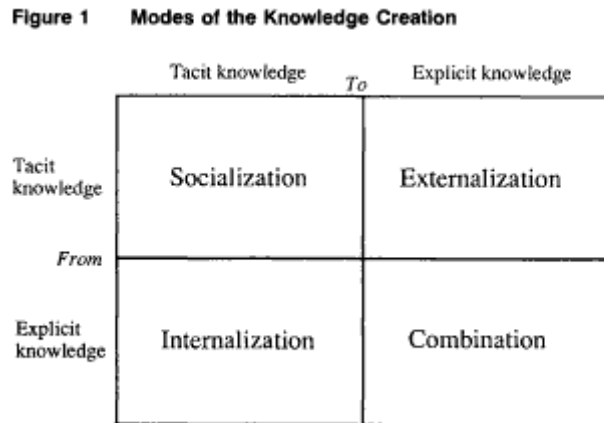 Figure 1 Modes of the Knowledge Creation
Tacit knowledge To Explicit knowledge
Tacit
knowledge
Socialization Externalization
From
Explicit
knowledge
Internalization Combination